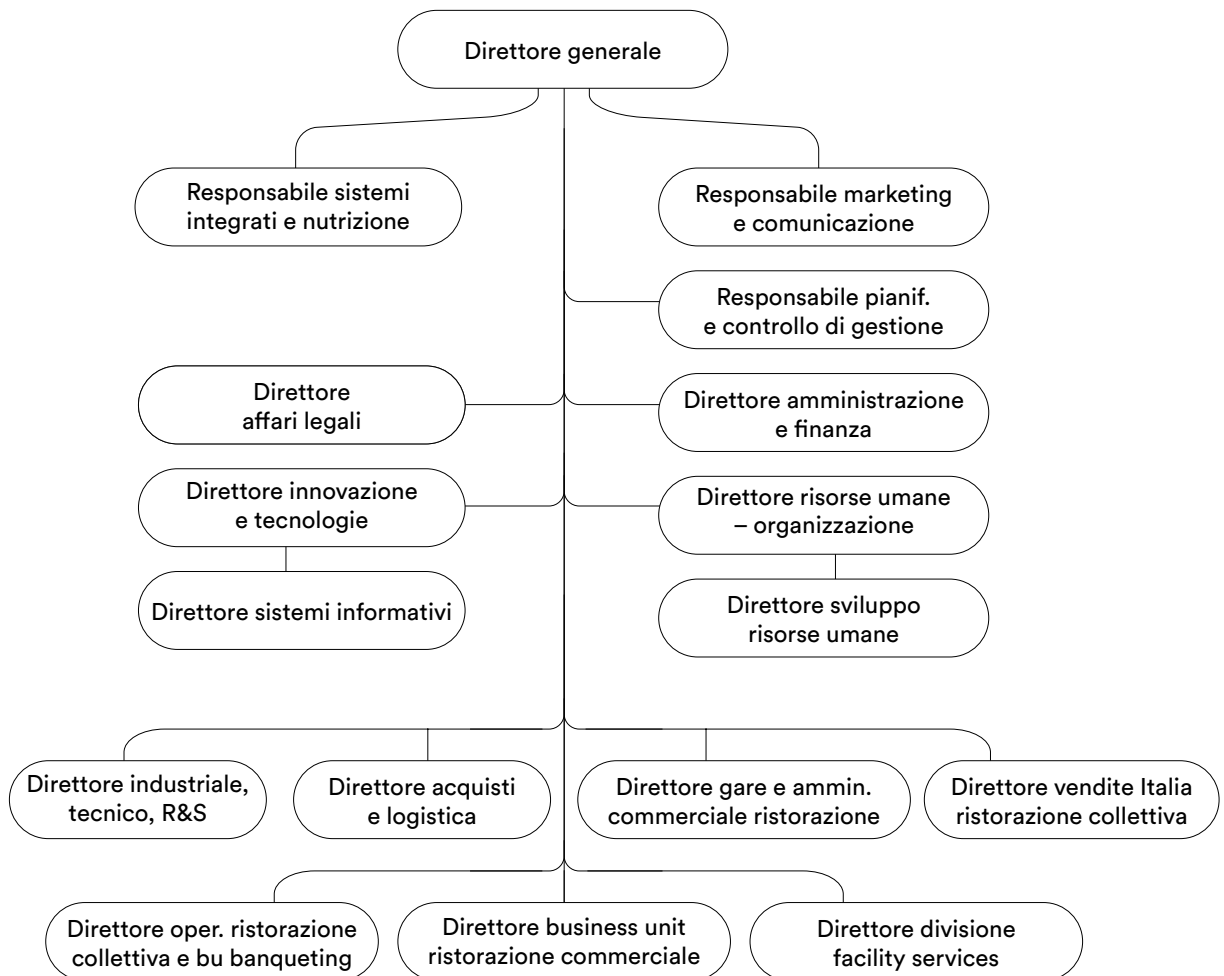 Direttore generale
Responsabile sistemi
integrati e nutrizione
Responsabile marketing
e comunicazione
Responsabile pianif.
e controllo di gestione
Direttore
affari legali
Direttore amministrazione
e finanza
Direttore innovazione
e tecnologie
Direttore risorse umane
– organizzazione
Direttore sistemi informativi
Direttore sviluppo
risorse umane
Direttore industriale,
tecnico, R&S
Direttore acquisti
e logistica
Direttore gare e ammin.
commerciale ristorazione
Direttore vendite Italia
ristorazione collettiva
Direttore oper. ristorazione
collettiva e bu banqueting
Direttore business unit
ristorazione commerciale
Direttore divisione
facility services